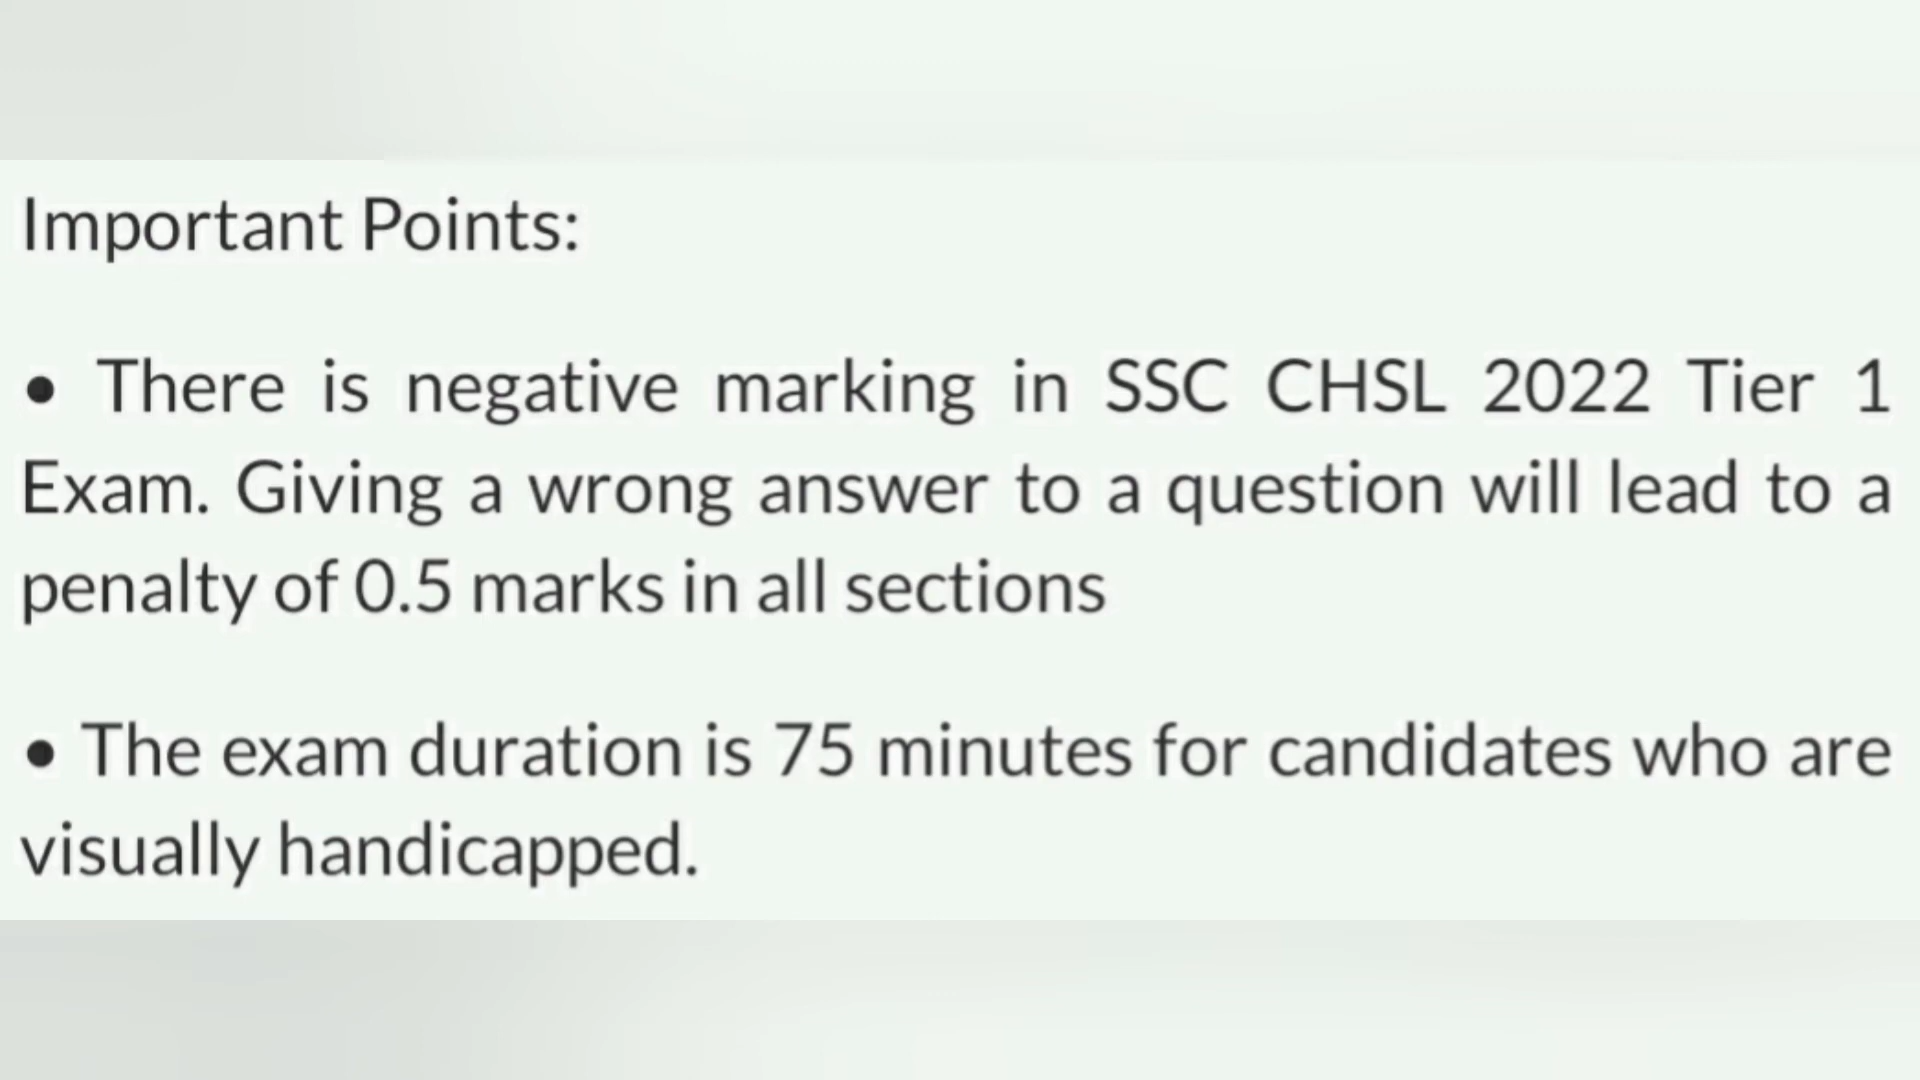 Important Points:
• There is negative marking in SSC CHSL 2022 Tier 1
Exam. Giving a wrong answer to a question will lead to a
penalty of 0.5 marks in all sections
• The exam duration is 75 minutes for candidates who are
visually handicapped.